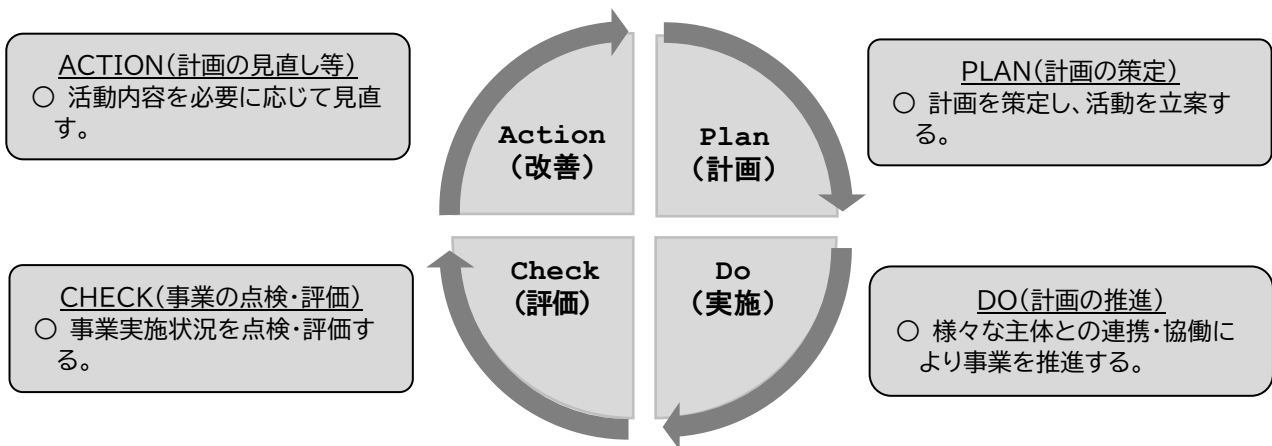 ACTION(計画の見直し等)
○ 活動内容を必要に応じて見直
す。
Action
(改善)
Plan
(計画)
PLAN(計画の策定)
○ 計画を策定し、活動を立案す
る。
CHECK(事業の点検・評価)
○ 事業実施状況を点検・評価す
る。
Check
(評価)
Do
(実施)
DO(計画の推進)
○ 様々な主体との連携・協働に
より事業を推進する。